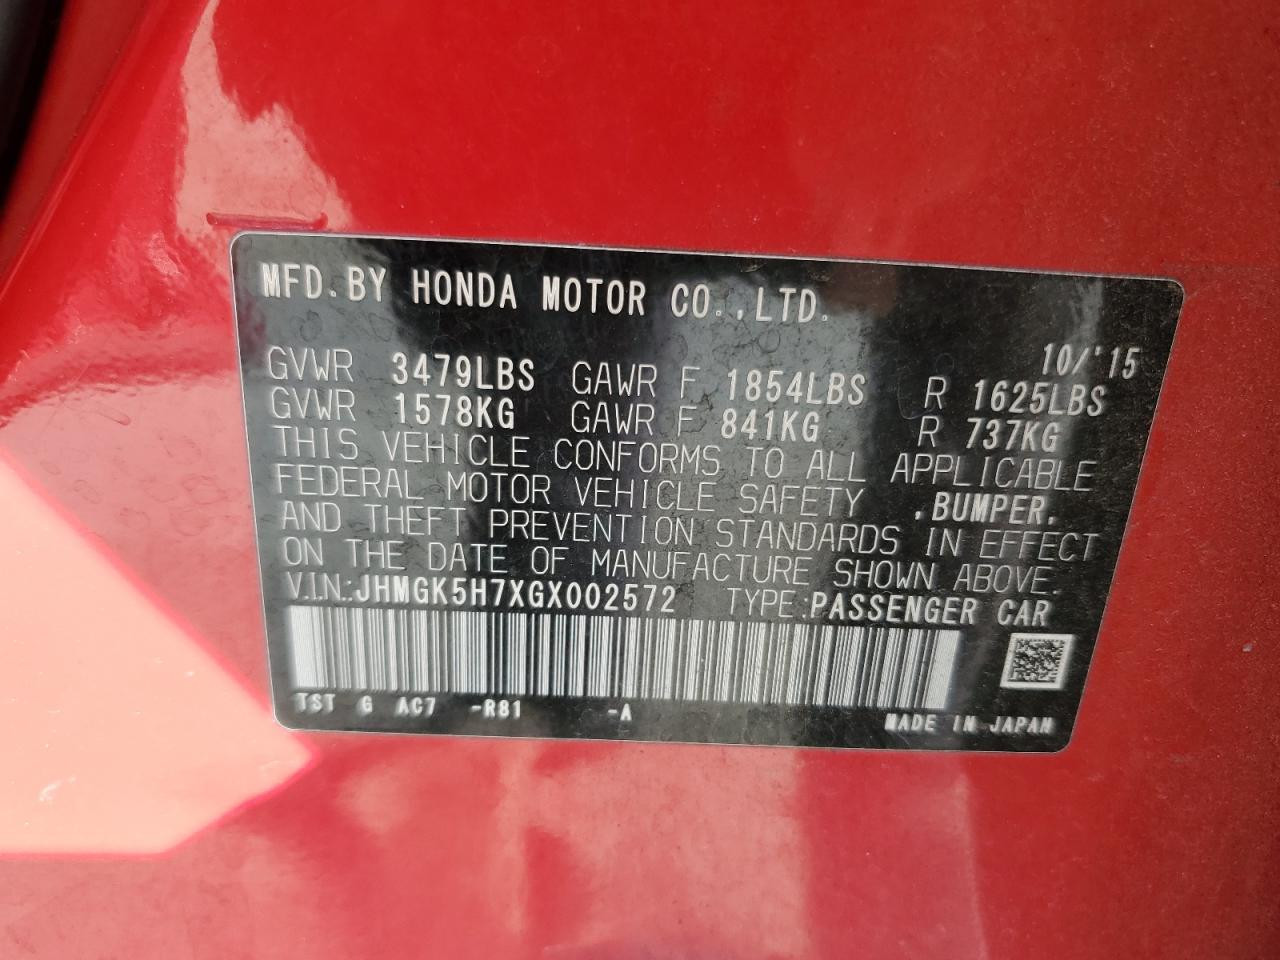 MFD.BY HONDA MOTOR CO.,LTD.
10/'15
GVWR 3479LBS GAWR F 1854LBS R 1625LBS
GVWR 1578KG GAWR F 841KG R 737KG
THIS VEHICLE CONFORMS TO ALL APPLICABLE
FEDERAL MOTOR VEHICLE SAFETY ,BUMPER,
AND THEFT PREVENTION STANDARDS IN EFFECT
ON THE DATE OF MANUFACTURE SHOWN ABOVE.
V.I.N.:JHMGK5H7XGX002572 TYPE:PASSENGER CAR
TST G AC7 -R81 -A
MADE IN JAPAN